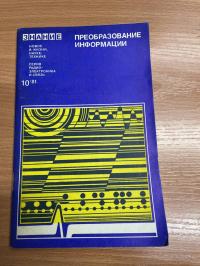 ЗНАНИЕ
НОВОЕ
В ЖИЗНИ,
НАУКЕ,
ТЕХНИКЕ
СЕРИЯ
РАДИО-
ЭЛЕКТРОНИКА
И СВЯЗЬ
10'81
ПРЕОБРАЗОВАНИЕ
ИНФОРМАЦИИ